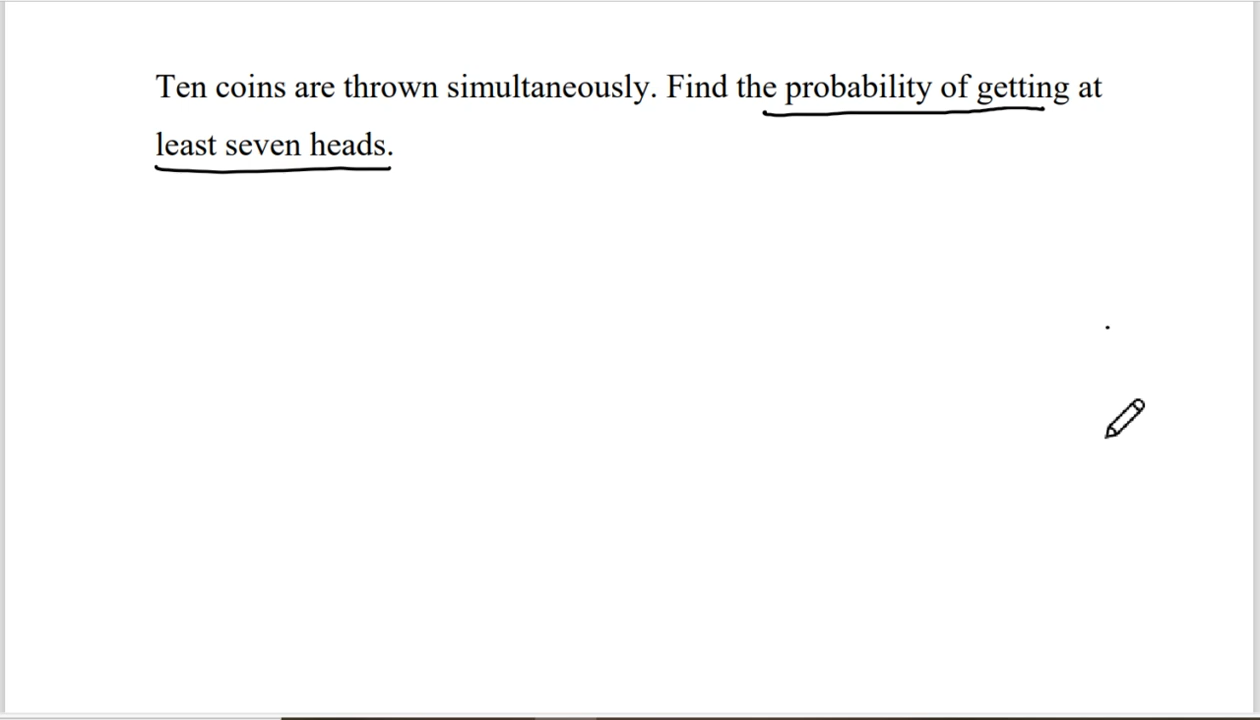 Ten coins are thrown simultaneously. Find the probability of getting at
least seven heads.